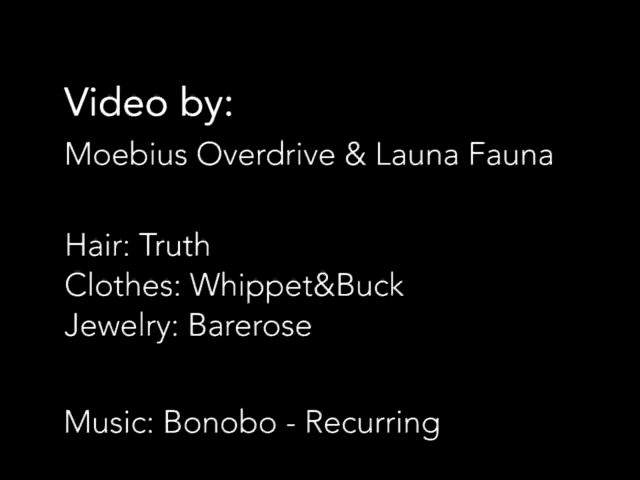 Video by:
Moebius Overdrive & Launa Fauna
Hair: Truth
Clothes: Whippet&Buck
Jewelry: Barerose
Music: Bonobo - Recurring